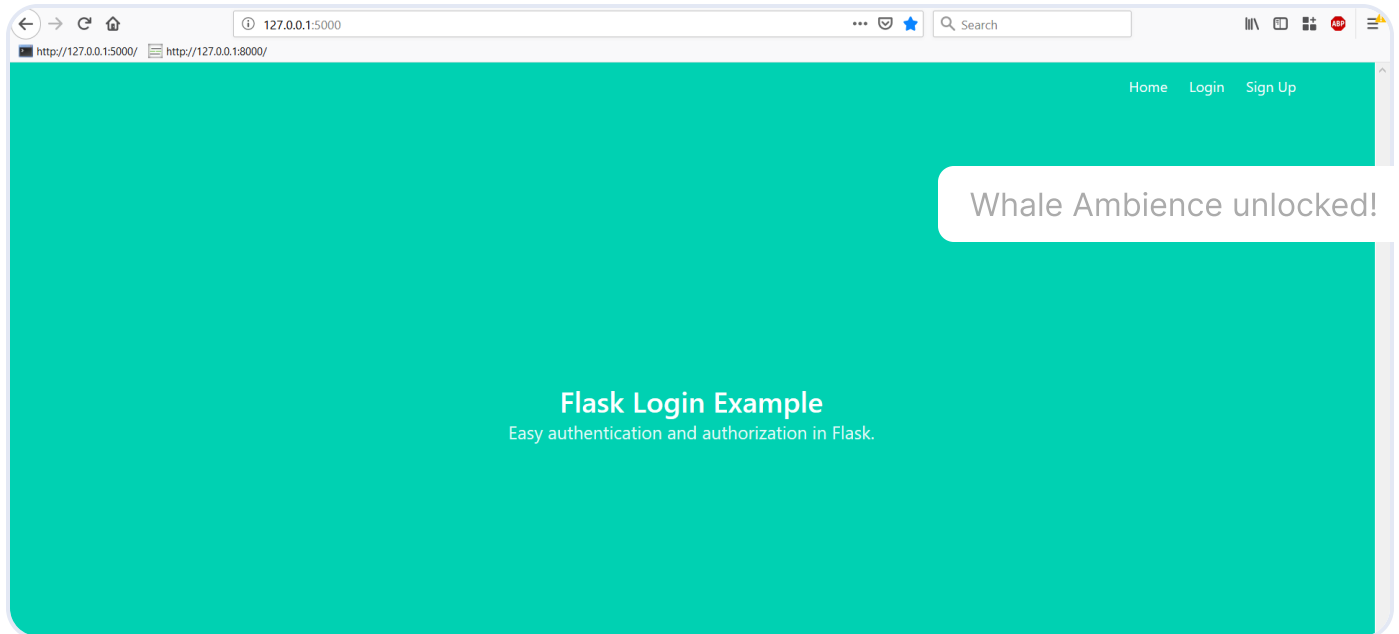 127.0.0.1:5000
Search
ABP
http://127.0.0.1:5000/ http://127.0.0.1:8000/
Home Login Sign Up
Whale Ambience unlocked!
Flask Login Example
Easy authentication and authorization in Flask.